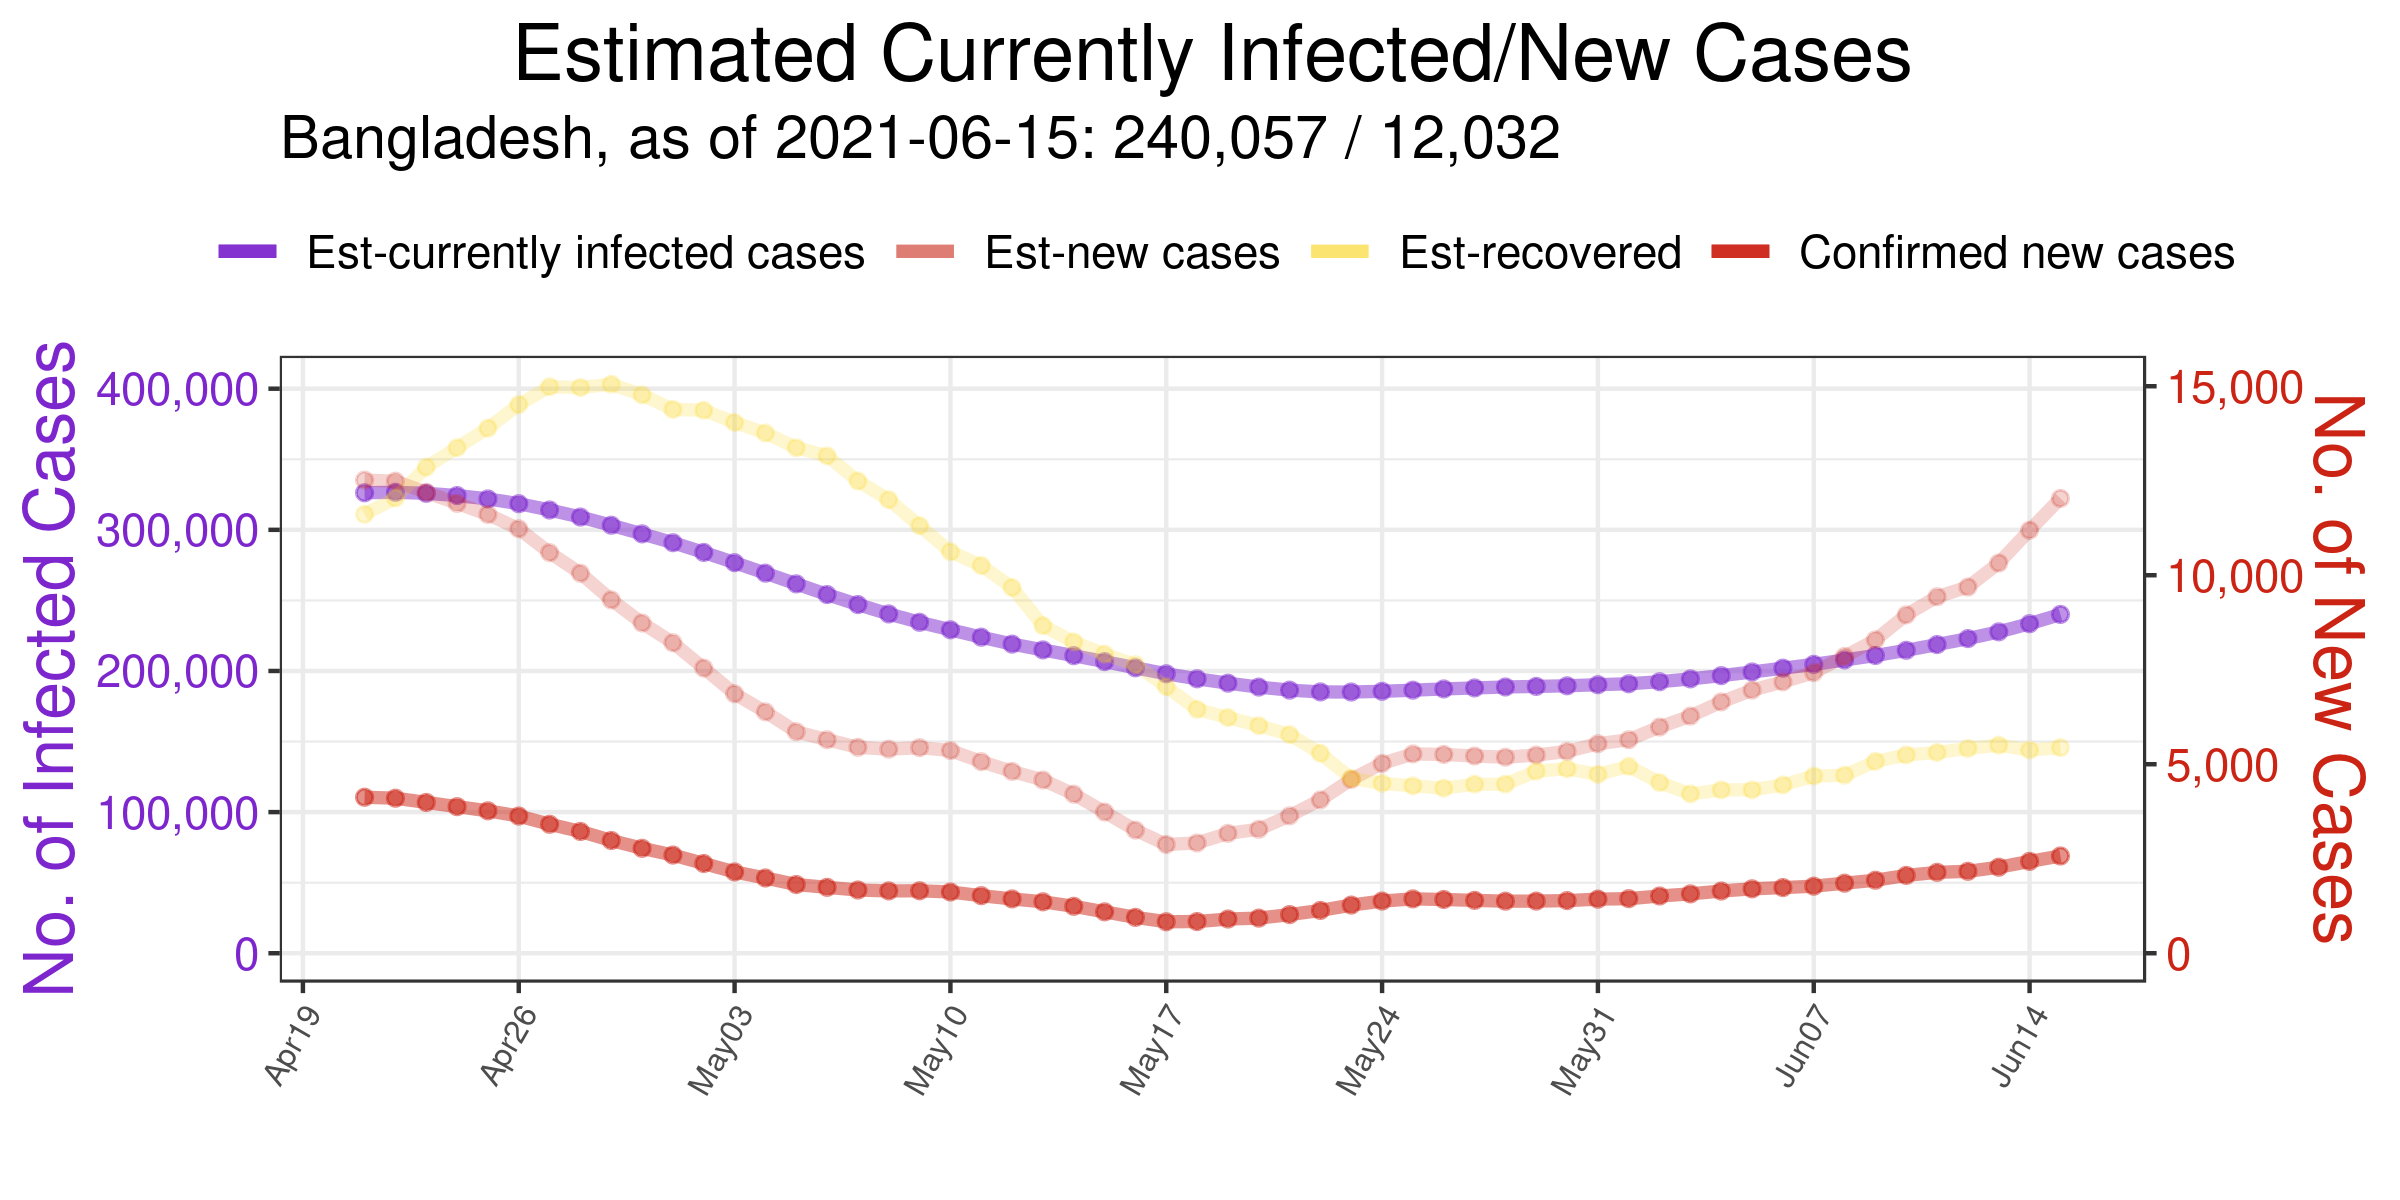 Estimated Currently Infected/New Cases
Bangladesh, as of 2021-06-15: 240,057 / 12,032
Est-currently infected cases Est-new cases Est-recovered Confirmed new cases
No. of Infected Cases
400,000
300,000
200,000
100,000
0
15,000
10,000
5,000
0
No. of New Cases
Apr19 Apr26 May03 May10 May17 May24 May31 Jun07 Jun14